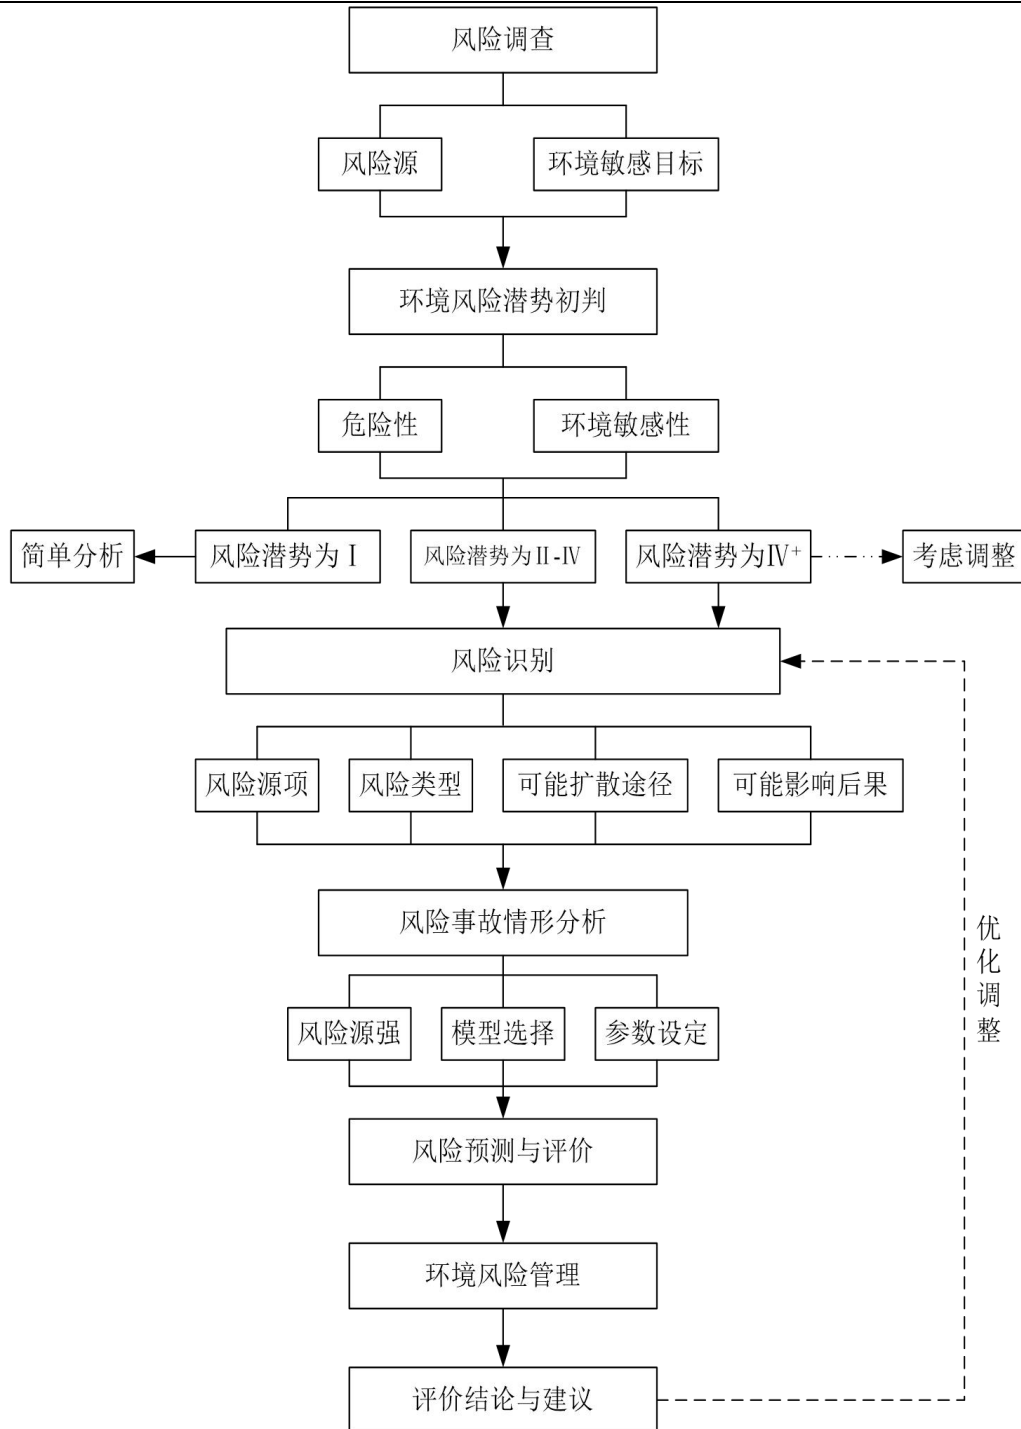 风险调查
风险源
环境敏感目标
环境风险潜势初判
危险性
环境敏感性
简单分析
风险潜势为Ⅰ
风险潜势为Ⅱ-Ⅳ
风险潜势为Ⅳ⁺
考虑调整
风险识别
风险源项
风险类型
可能扩散途径
可能影响后果
风险事故情形分析
风险源强
模型选择
参数设定
优化调整
风险预测与评价
环境风险管理
评价结论与建议